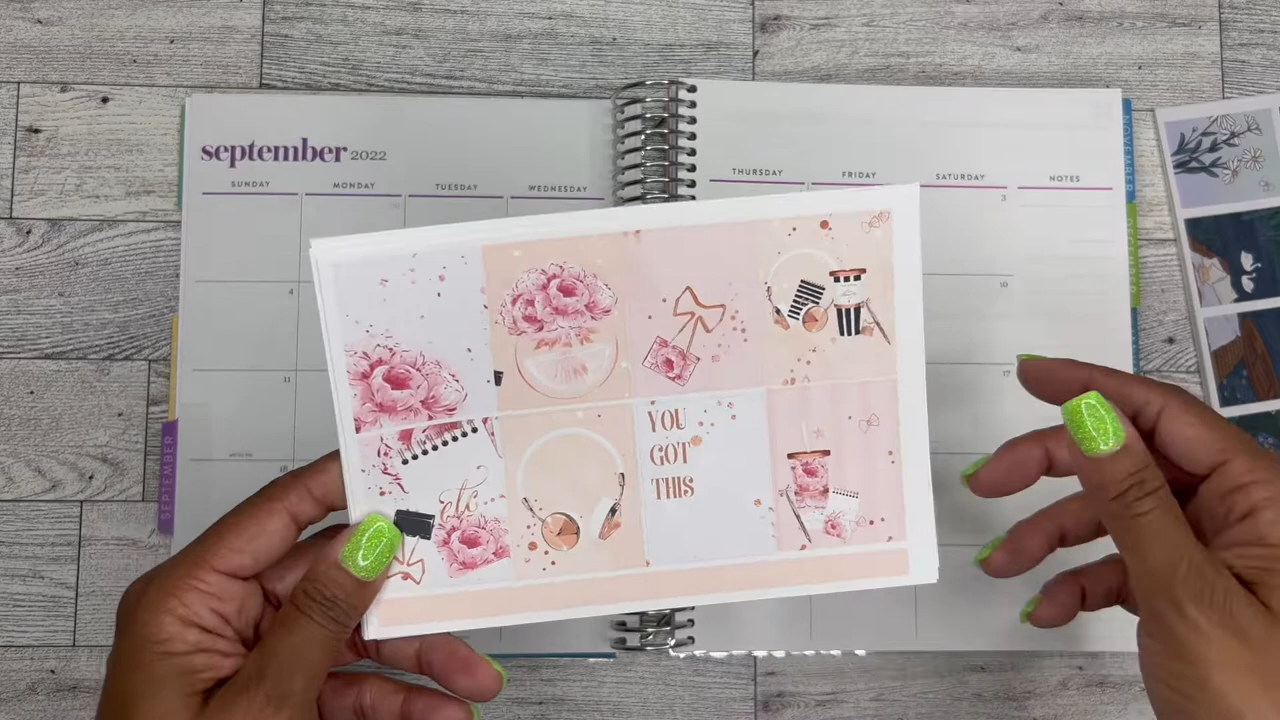 september 2022
SUNDAY MONDAY TUESDAY WEDNESDAY
THURSDAY FRIDAY SATURDAY NOTES
3
4
10
11
17
18
YOU
GOT
THIS
etc
SEPTEMBER
NOVEMBER